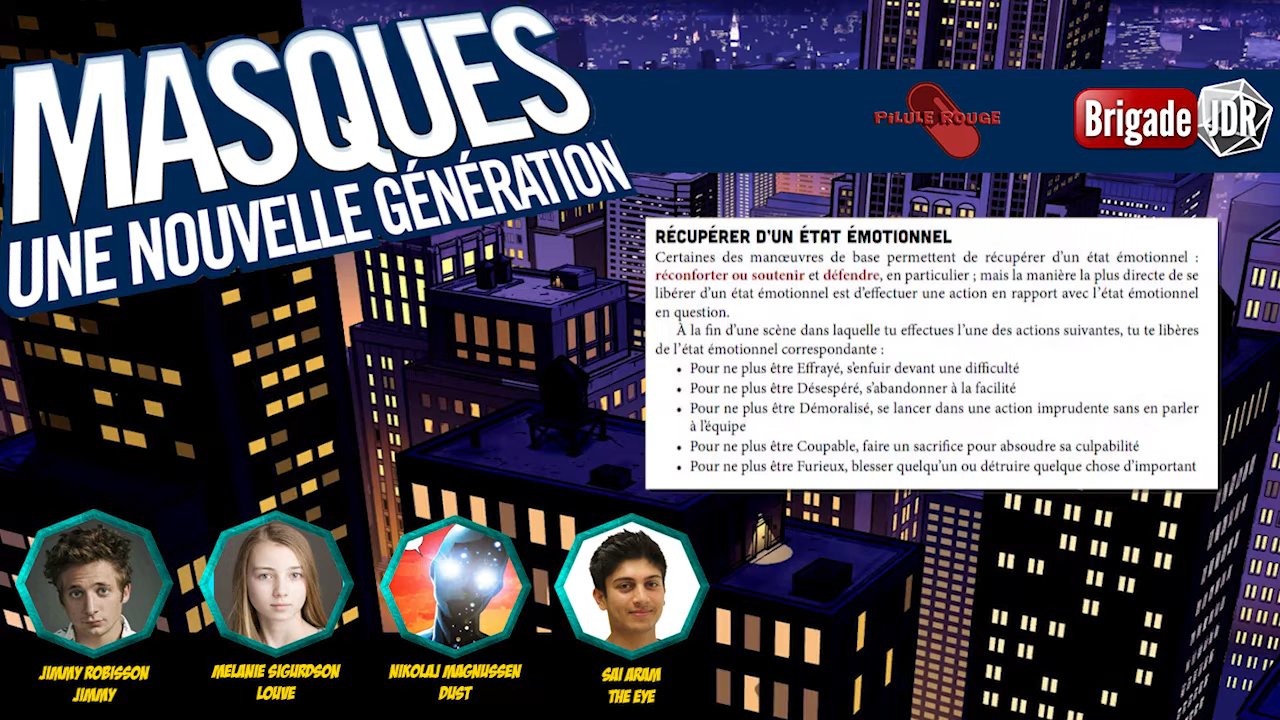 MASQUES
UNE NOUVELLE GÉNÉRATION
PILULE ROUGE
Brigade JDR
RÉCUPÉRER D'UN ÉTAT ÉMOTIONNEL
Certaines des manœuvres de base permettent de récupérer d'un état émotionnel :
réconforter ou soutenir et défendre, en particulier ; mais la manière la plus directe de se
libérer d'un état émotionnel est d'effectuer une action en rapport avec l'état émotionnel
en question.
À la fin d'une scène dans laquelle tu effectues l'une des actions suivantes, tu te libères
de l'état émotionnel correspondante :
• Pour ne plus être Effrayé, s'enfuir devant une difficulté
• Pour ne plus être Désespéré, s'abandonner à la facilité
• Pour ne plus être Démoralisé, se lancer dans une action imprudente sans en parler
à l'équipe
• Pour ne plus être Coupable, faire un sacrifice pour absoudre sa culpabilité
• Pour ne plus être Furieux, blesser quelqu'un ou détruire quelque chose d'important
JIMMY ROBISSON
JIMMY
MELANIE SIGURDSON
LOUVE
NIKOLAJ MAGNUSSEN
DUST
SAI ARAM
THE EYE